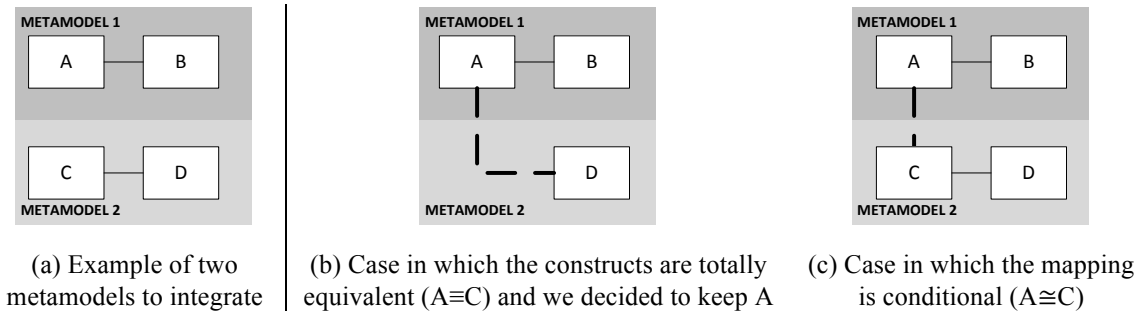 METAMODEL 1
A
B
C
D
METAMODEL 2
(a) Example of two
metamodels to integrate
METAMODEL 1
A
B
D
METAMODEL 2
(b) Case in which the constructs are totally
equivalent (A≡C) and we decided to keep A
METAMODEL 1
A
B
C
D
METAMODEL 2
(c) Case in which the mapping
is conditional (A≅C)